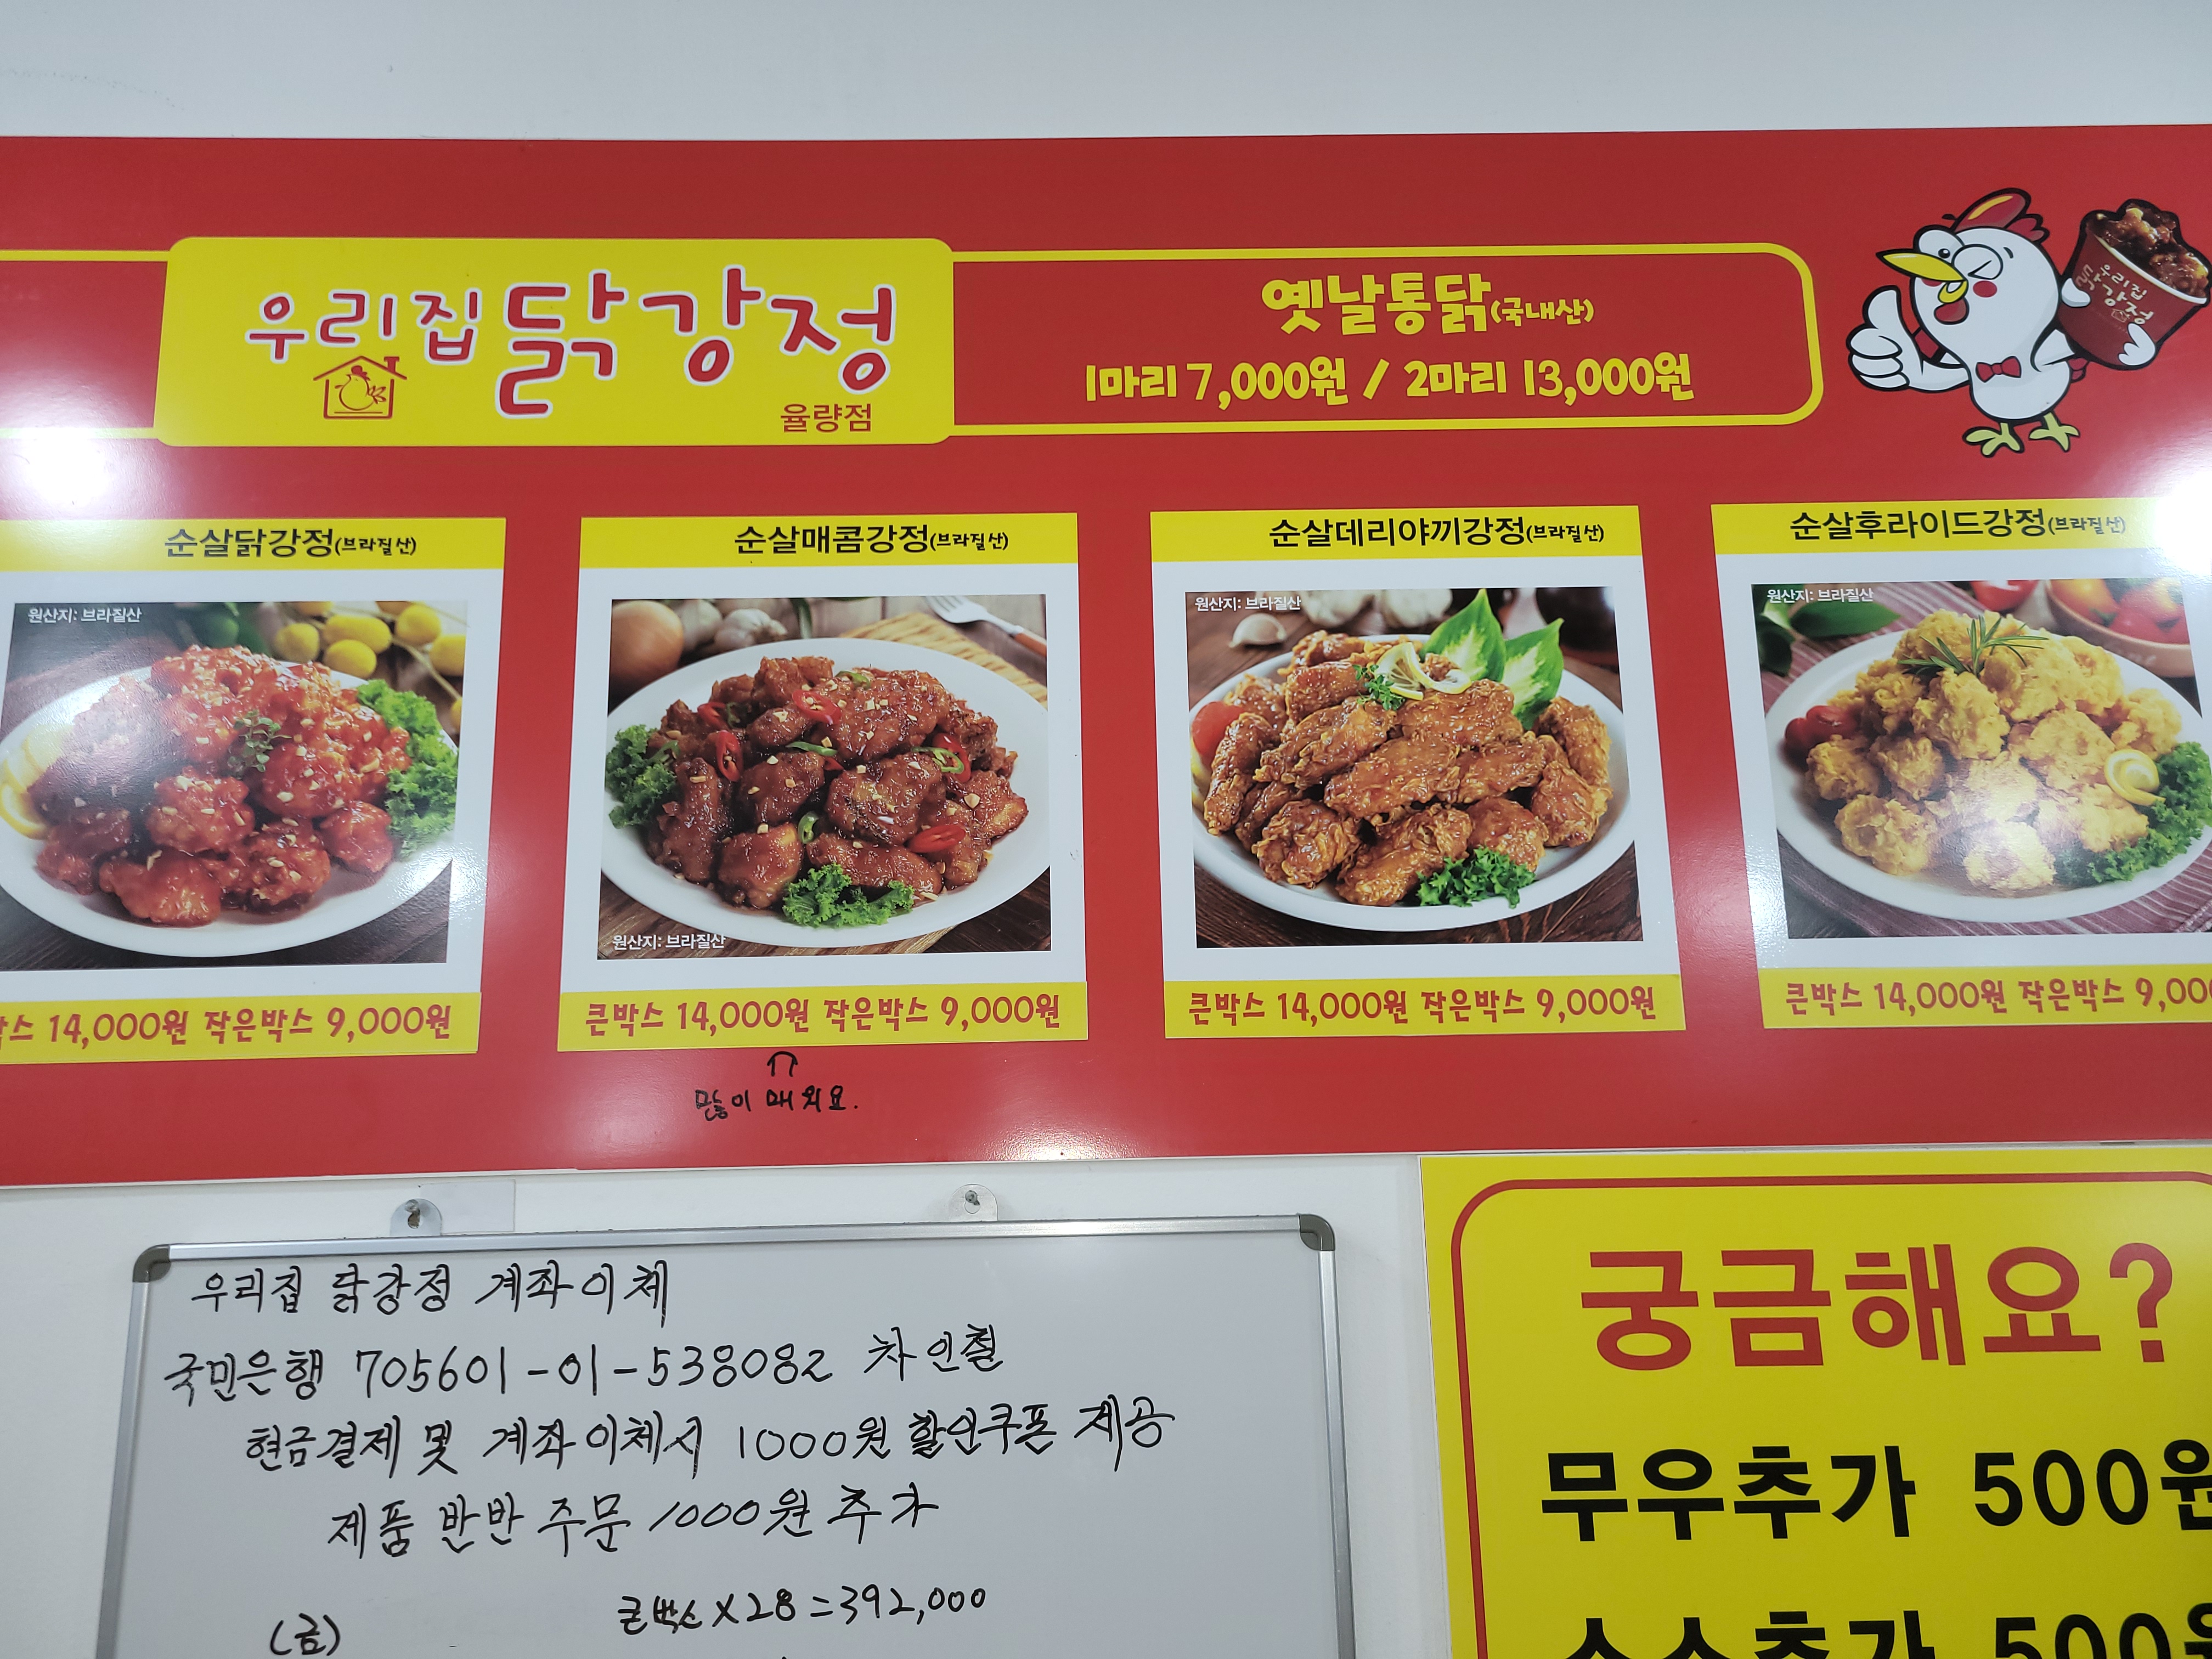 우리집 닭강정
율량점
옛날통닭(국내산)
1마리 7,000원 / 2마리 13,000원
우리집
닭강정
순살닭강정(브라질산)
원산지: 브라질산
박스 14,000원 작은박스 9,000원
순살매콤강정(브라질산)
원산지: 브라질산
큰박스 14,000원 작은박스 9,000원
많이 매워요.
순살데리야끼강정(브라질산)
원산지: 브라질산
큰박스 14,000원 작은박스 9,000원
순살후라이드강정(브라질산)
원산지: 브라질산
큰박스 14,000원 작은박스 9,00
우리집 닭강정 계좌이체
국민은행 705601-01-538082 차인철
현금결제 및 계좌이체시 1000원 할인쿠폰 제공
제품 반반 주문 1000원 추가
큰박스 X 28 = 392,000
(금)
궁금해요?
무우추가 500원
소스추가 500원